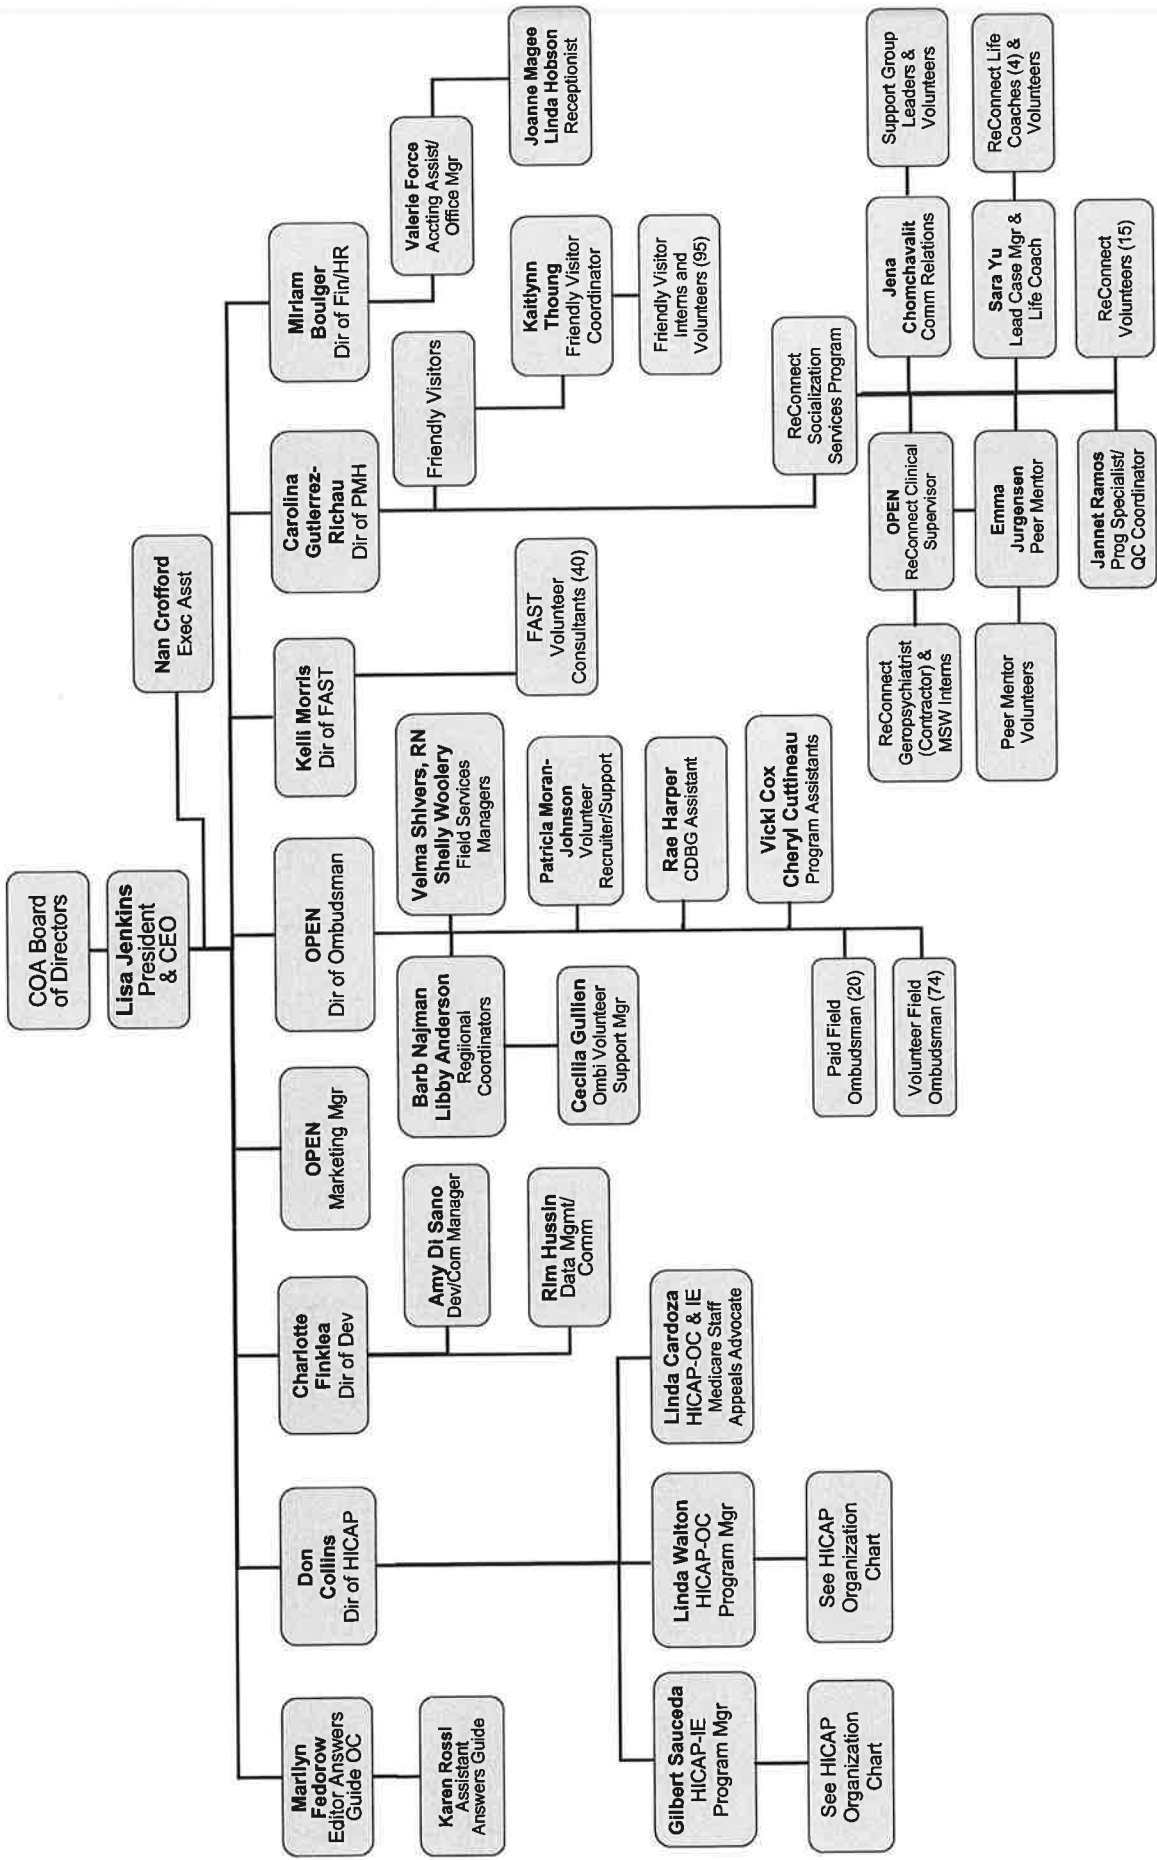 COA Board
of Directors
Lisa Jenkins
President
& CEO
Nan Crofford
Exec Asst
Marilyn
Fedorow
Editor Answers
Guide OC
Don
Collins
Dir of HICAP
Charlotte
Finklea
Dir of Dev
OPEN
Marketing Mgr
OPEN
Dir of Ombudsman
Kelli Morris
Dir of FAST
Carolina
Gutierrez-
Richau
Dir of PMH
Miriam
Boulger
Dir of Fin/HR
Karen Rossi
Assistant
Answers Guide
Amy Di Sano
Dev/Com Manager
Rim Hussin
Data Mgmt/
Comm
Barb Najman
Libby Anderson
Regiional
Coordinators
Velma Shivers, RN
Shelly Woolery
Field Services
Managers
Cecilia Gullien
Ombi Volunteer
Support Mgr
Patricia Moran-
Johnson
Volunteer
Recruiter/Support
Rae Harper
CDBG Assistant
Vicki Cox
Cheryl Cuttineau
Program Assistants
Paid Field
Ombudsman (20)
Volunteer Field
Ombudsman (74)
FAST
Volunteer
Consultants (40)
Friendly Visitors
Kaitlynn
Thoung
Friendly Visitor
Coordinator
Friendly Visitor
Interns and
Volunteers (95)
Valerie Force
Accting Assist/
Office Mgr
Joanne Magee
Linda Hobson
Receptionist
Gilbert Sauceda
HICAP-IE
Program Mgr
Linda Walton
HICAP-OC
Program Mgr
Linda Cardoza
HICAP-OC & IE
Medicare Staff
Appeals Advocate
See HICAP
Organization
Chart
See HICAP
Organization
Chart
ReConnect
Socialization
Services Program
ReConnect
Geropsychiatrist
(Contractor) &
MSW Interns
OPEN
ReConnect Clinical
Supervisor
Jena
Chomchavalit
Comm Relations
Support Group
Leaders &
Volunteers
Peer Mentor
Volunteers
Emma
Jurgensen
Peer Mentor
Sara Yu
Lead Case Mgr &
Life Coach
ReConnect Life
Coaches (4) &
Volunteers
Jannet Ramos
Prog Specialist/
QC Coordinator
ReConnect
Volunteers (15)